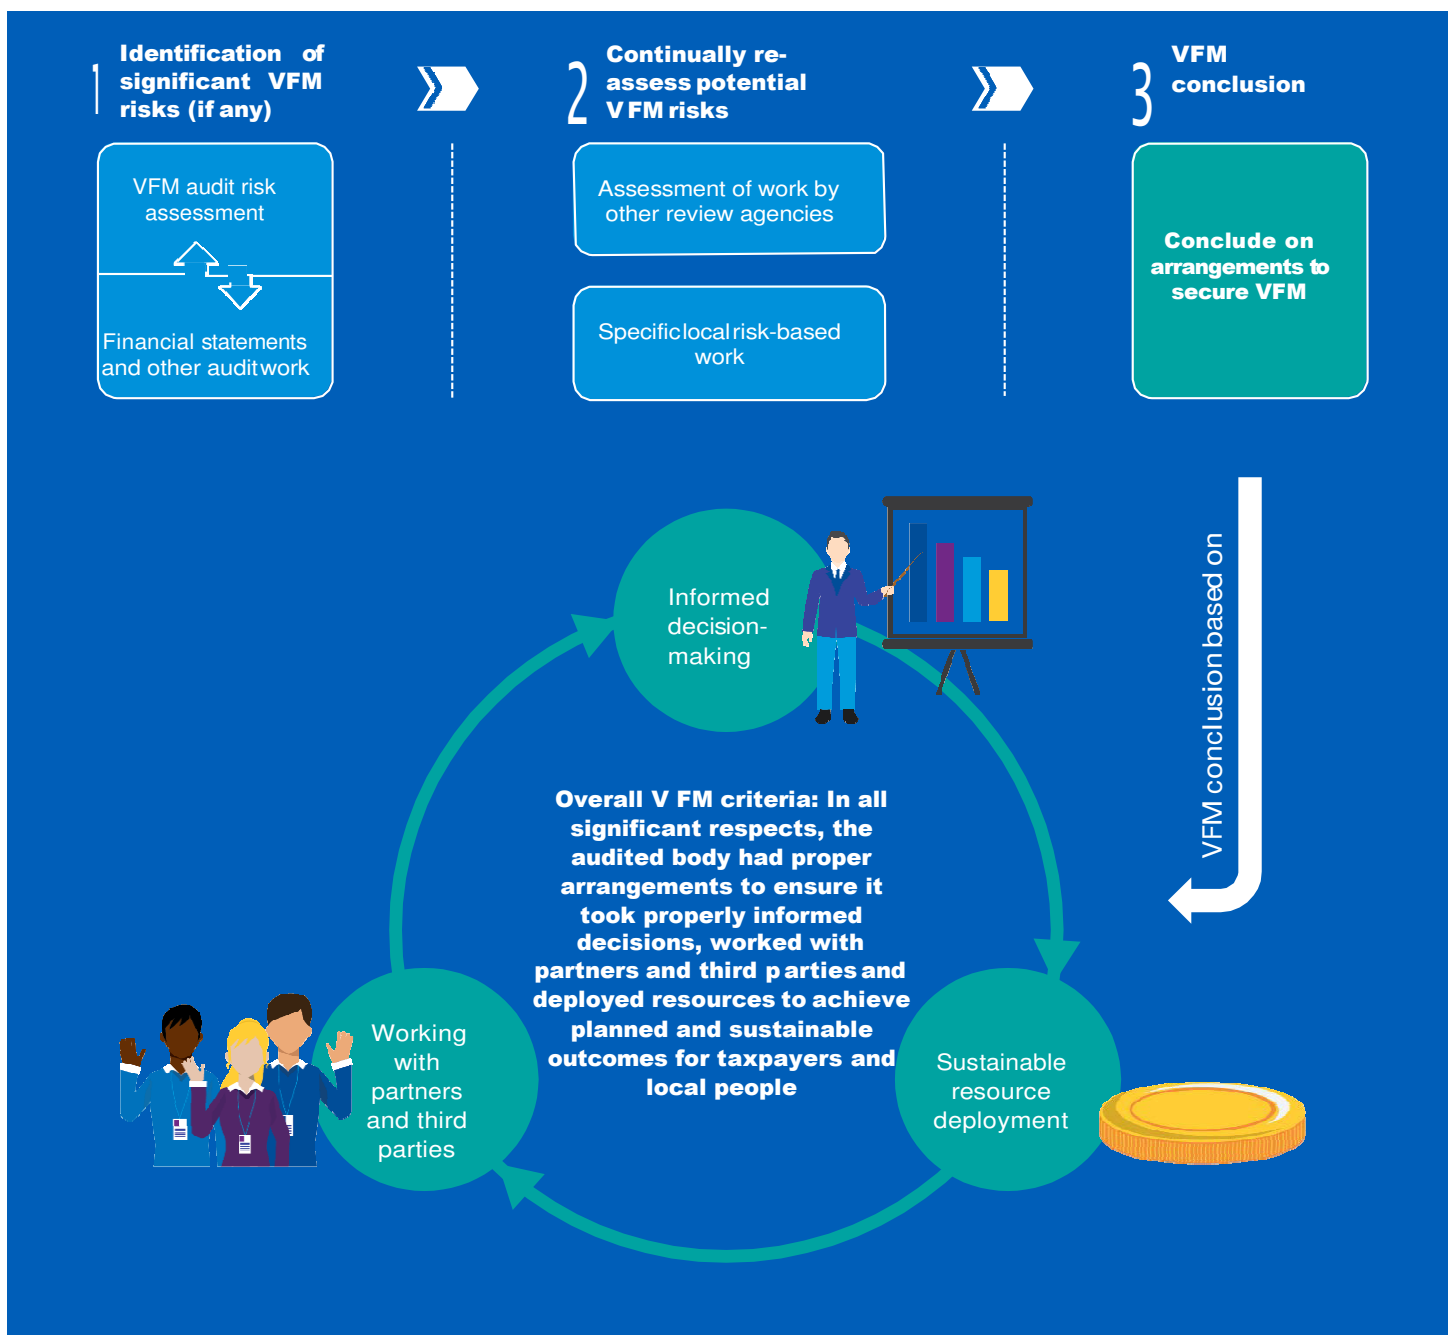 1
Identification of
significant VFM
risks (if any)
2
Continually re-
assess potential
V FM risks
3
VFM
conclusion
VFM audit risk
assessment
Financial statements
and other audit work
Assessment of work by
other review agencies
Specific local risk-based
work
Conclude on
arrangements to
secure VFM
VFM conclusion based on
Informed
decision-
making
Overall V FM criteria: In all
significant respects, the
audited body had proper
arrangements to ensure it
took properly informed
decisions, worked with
partners and third p arties and
deployed resources to achieve
planned and sustainable
outcomes for taxpayers and
local people
Working
with
partners
and third
parties
Sustainable
resource
deployment